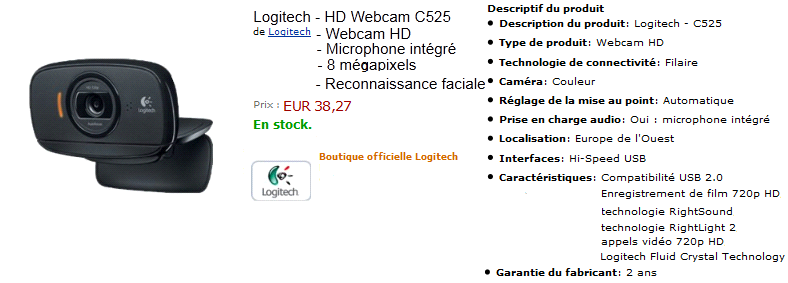 Logitech - HD Webcam C525
de Logitech - Webcam HD
- Microphone intégré
- 8 mégapixels
- Reconnaissance faciale
Prix : EUR 38,27
En stock.
Boutique officielle Logitech
Logitech
Logitech
Descriptif du produit
• Description du produit: Logitech - C525
• Type de produit: Webcam HD
• Technologie de connectivité: Filaire
• Caméra: Couleur
• Réglage de la mise au point: Automatique
• Prise en charge audio: Oui : microphone intégré
• Localisation: Europe de l'Ouest
• Interfaces: Hi-Speed USB
• Caractéristiques: Compatibilité USB 2.0
Enregistrement de film 720p HD
technologie RightSound
technologie RightLight 2
appels vidéo 720p HD
Logitech Fluid Crystal Technology
• Garantie du fabricant: 2 ans